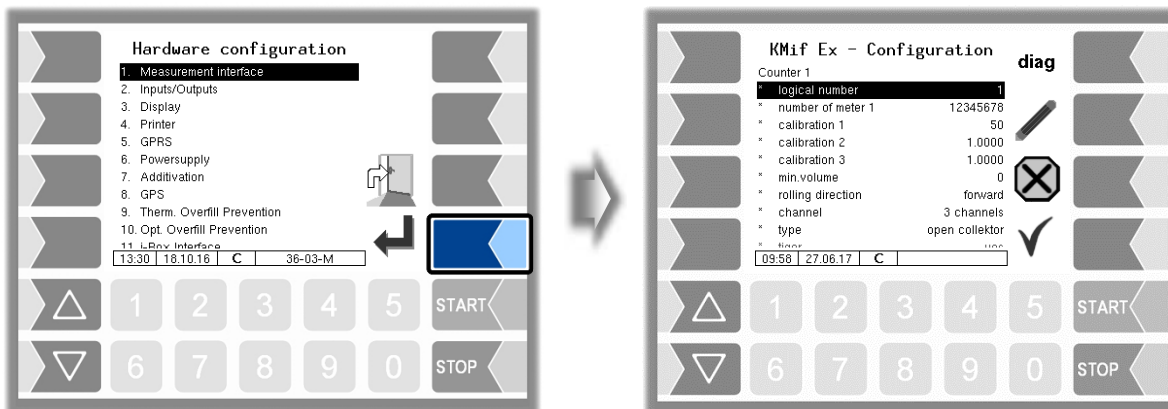 Hardware configuration
1. Measurement interface
2. Inputs/Outputs
3. Display
4. Printer
5. GPRS
6. Powersupply
7. Additivation
8. GPS
9. Therm. Overfill Prevention
10. Opt. Overfill Prevention
11. i-Box Interface
13:30 18.10.16 C 36-03-M
1 2 3 4 5 START
6 7 8 9 0 STOP
KMif Ex - Configuration
diag
Counter 1
* logical number 1
* number of meter 1 12345678
* calibration 1 50
* calibration 2 1.0000
* calibration 3 1.0000
* min.volume 0
* rolling direction forward
* channel 3 channels
* type open collektor
09:58 27.06.17 C
1 2 3 4 5 START
6 7 8 9 0 STOP